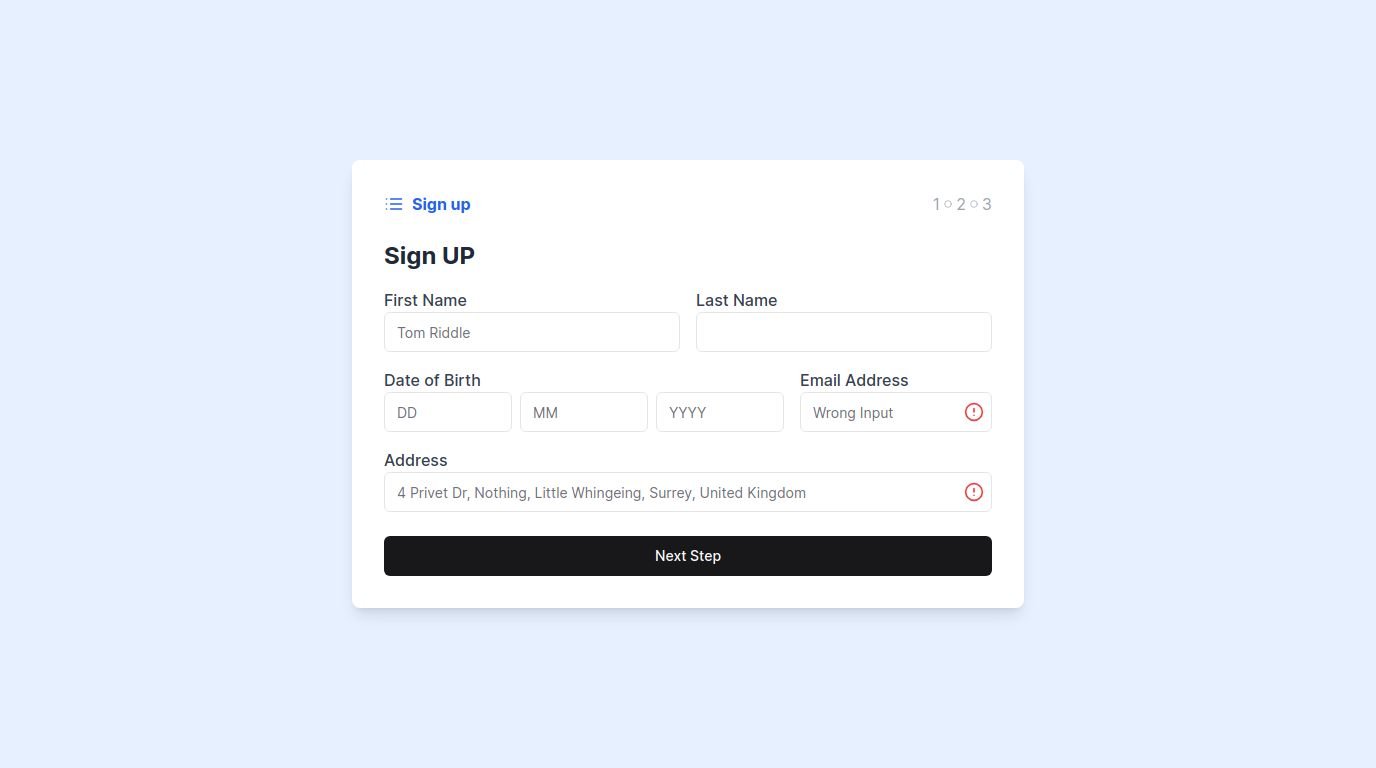 Sign up 1 ○ 2 ○ 3
Sign UP
First Name Last Name
Tom Riddle
Date of Birth Email Address
DD MM YYYY Wrong Input
Address
4 Privet Dr, Nothing, Little Whingeing, Surrey, United Kingdom
Next Step